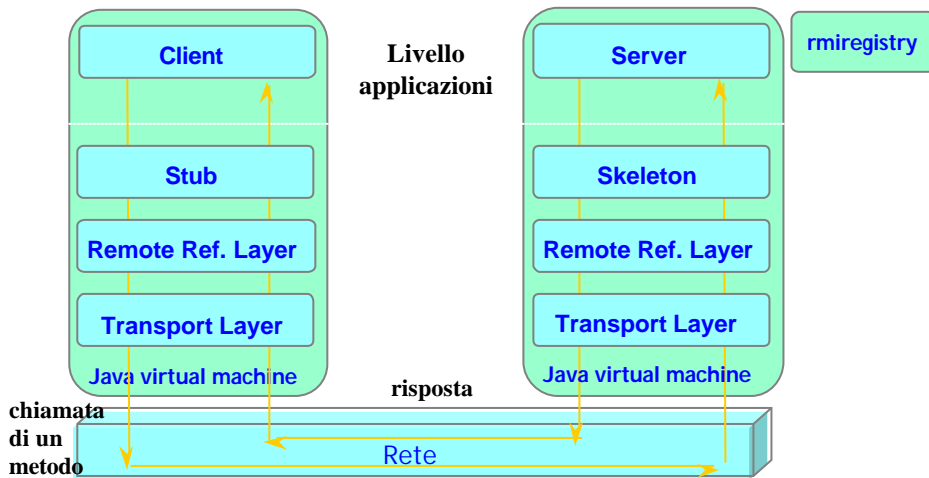 Client
Livello
applicazioni
Server
rmiregistry
Stub
Skeleton
Remote Ref. Layer
Remote Ref. Layer
Transport Layer
Transport Layer
Java virtual machine
Java virtual machine
risposta
chiamata
di un
metodo
Rete